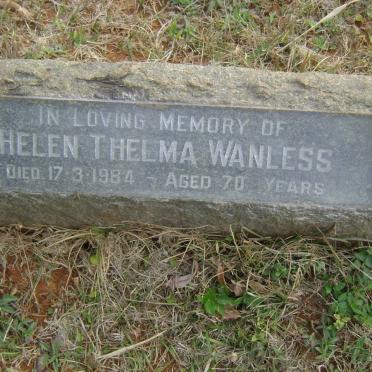 IN LOVING MEMORY OF
HELEN THELMA WANLESS
DIED 17·3·1984 - AGED 70 YEARS